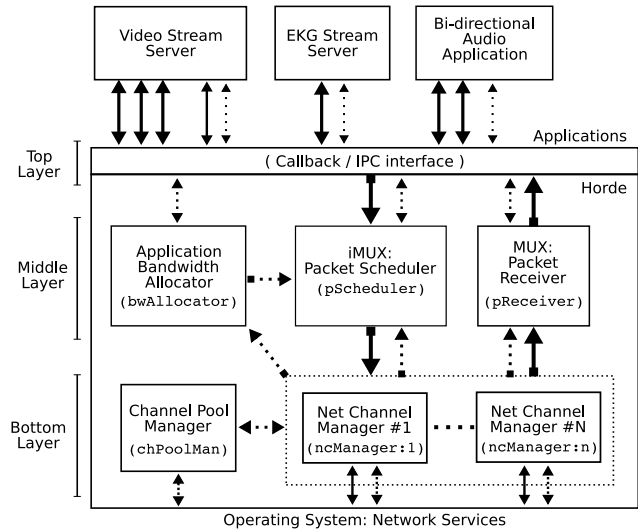 Video Stream
Server
EKG Stream
Server
Bi-directional
Audio
Application
Applications
Top
Layer
( Callback / IPC interface )
Horde
Middle
Layer
Application
Bandwidth
Allocator
(bwAllocator)
iMUX:
Packet Scheduler
(pScheduler)
MUX:
Packet
Receiver
(pReceiver)
Bottom
Layer
Channel Pool
Manager
(chPoolMan)
Net Channel
Manager #1
(ncManager:1)
Net Channel
Manager #N
(ncManager:n)
Operating System: Network Services